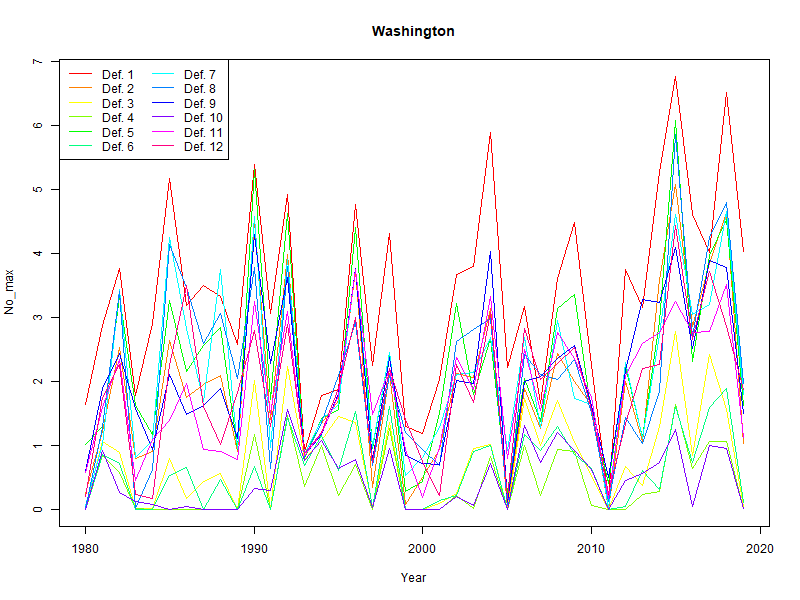 Washington
No_max
7
6
5
4
3
2
1
0
Def. 1 Def. 7
Def. 2 Def. 8
Def. 3 Def. 9
Def. 4 Def. 10
Def. 5 Def. 11
Def. 6 Def. 12
1980 1990 2000 2010 2020
Year